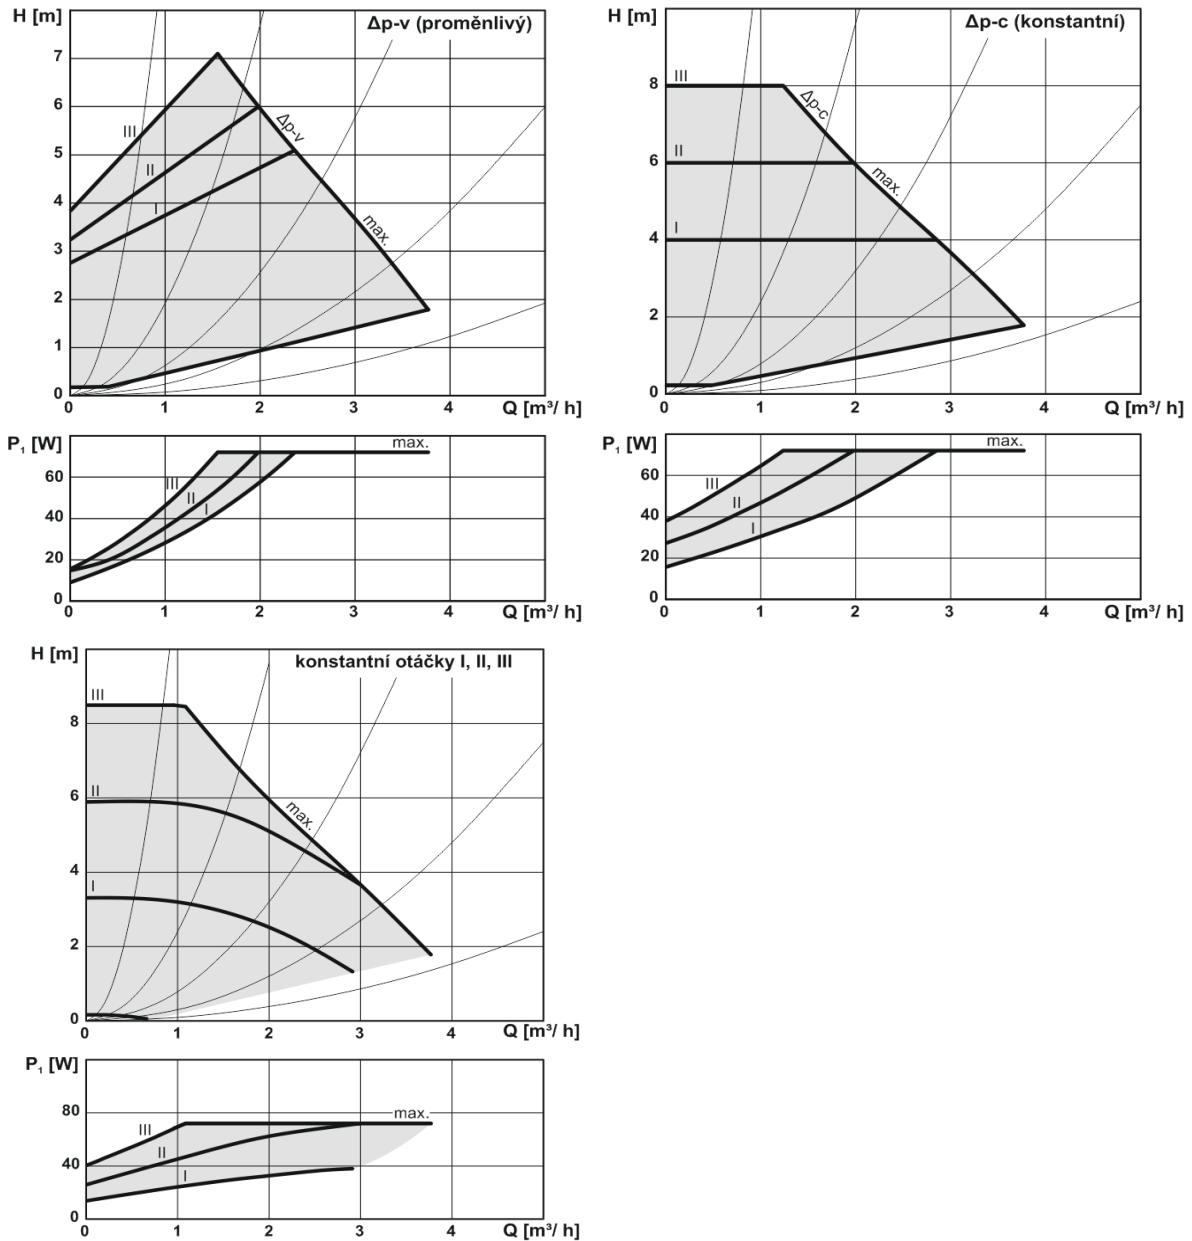 H [m]
Δp-v (proměnlivý)
7
6
5
4
3
2
1
0
III
II
I
Δp-v
max.
0 1 2 3 4
Q [m³/ h]
P₁ [W]
60
40
20
0
III
II
I
max.
0 1 2 3 4
Q [m³/ h]
H [m]
Δp-c (konstantní)
8
6
4
2
0
III
II
I
Δp-c
max.
0 1 2 3 4
Q [m³/ h]
P₁ [W]
60
40
20
0
III
II
I
max.
0 1 2 3 4
Q [m³/ h]
H [m]
konstantní otáčky I, II, III
8
6
4
2
0
III
II
I
max.
0 1 2 3 4
Q [m³/ h]
P₁ [W]
80
40
0
III
II
I
max.
0 1 2 3 4
Q [m³/ h]